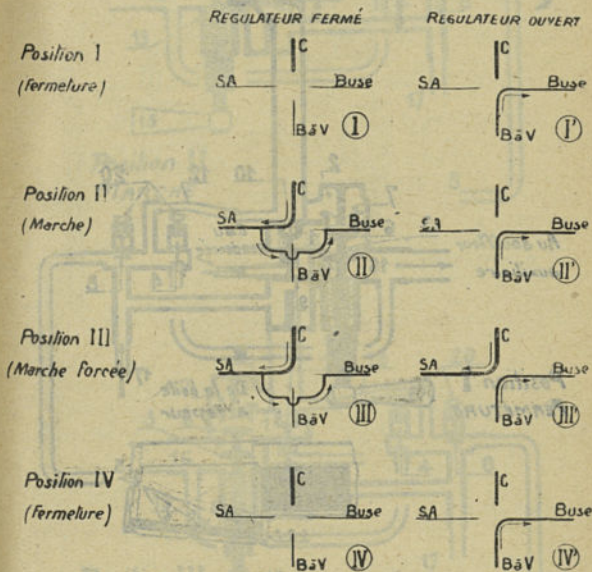 REGULATEUR FERMÉ REGULATEUR OUVERT
Position I
(Fermeture)
C
SA Buse
BàV I
C
SA Buse
BàV I'
Position II
(Marche)
C
SA Buse
BàV II
C
SA Buse
BàV II'
Position III
(Marche forcée)
C
SA Buse
BàV III
C
SA Buse
BàV III'
Position IV
(Fermeture)
C
SA Buse
BàV IV
C
SA Buse
BàV IV'